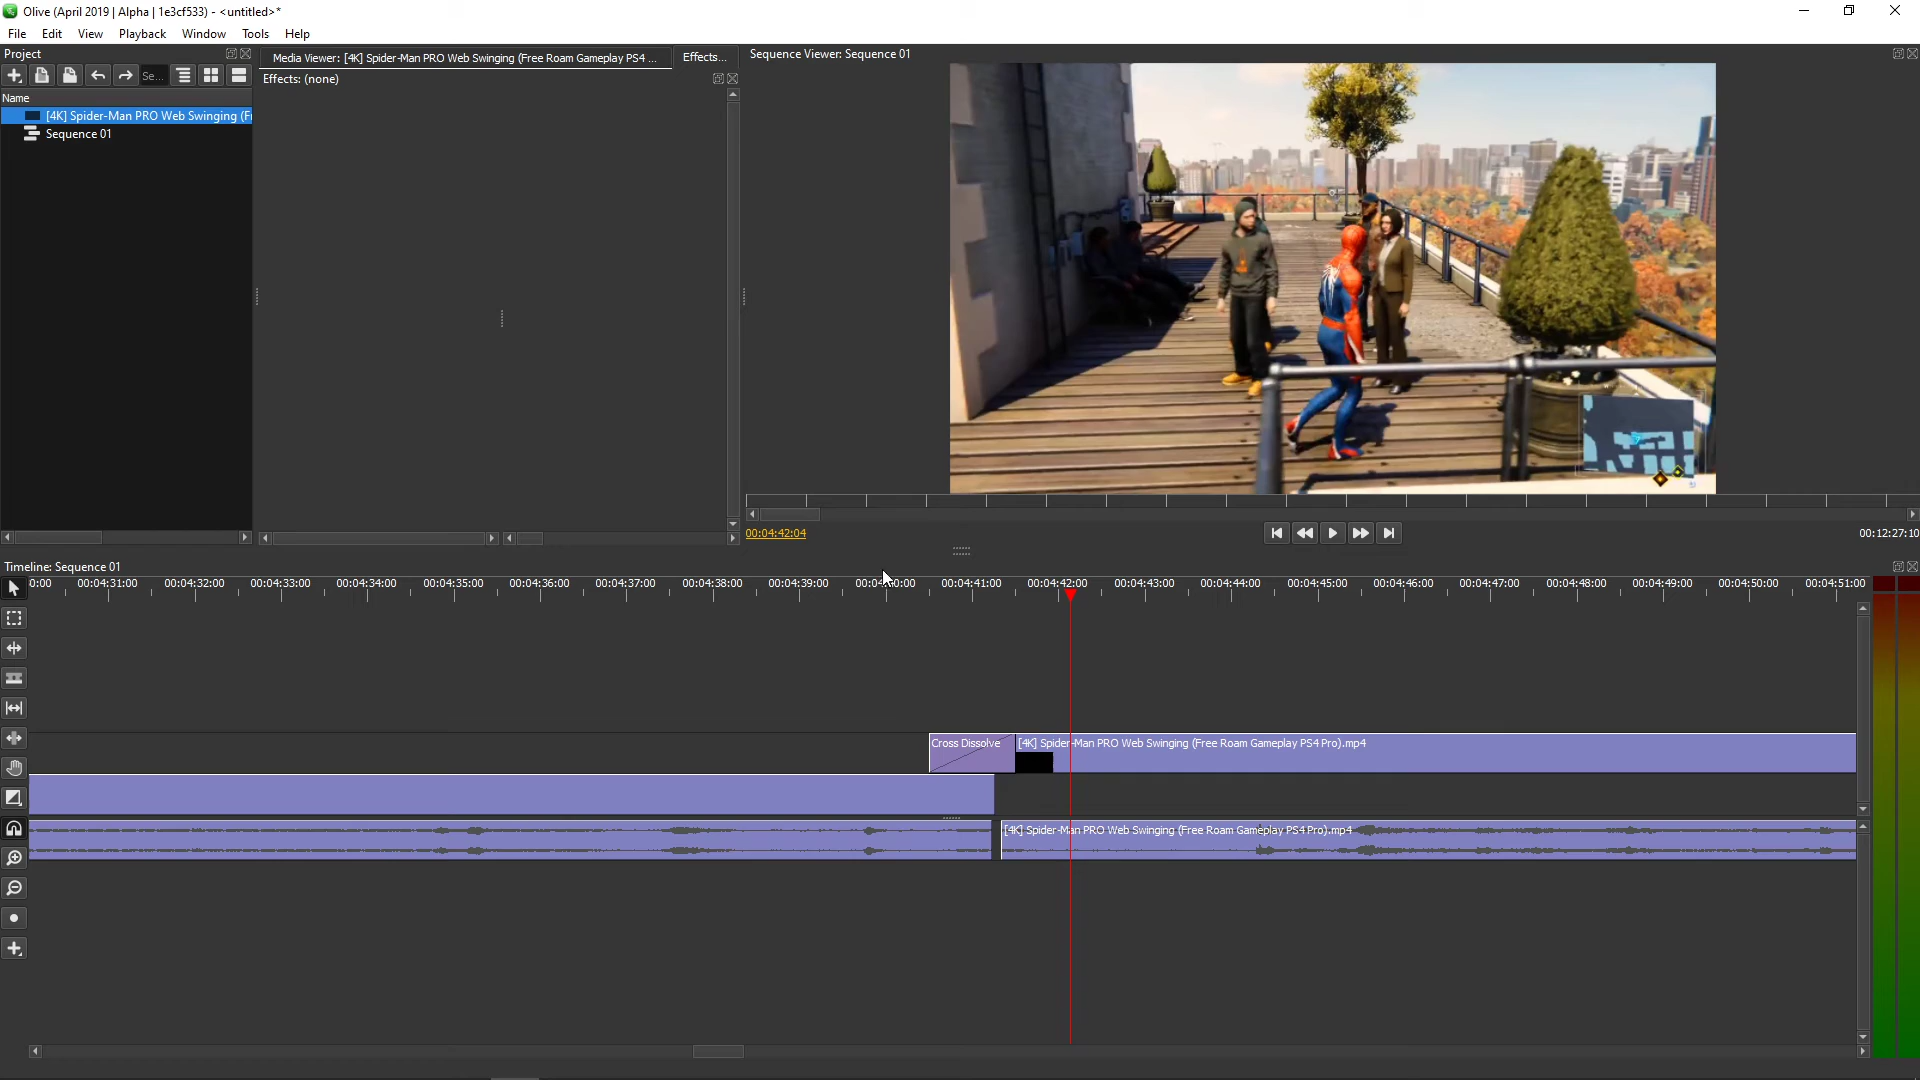 Olive (April 2019 | Alpha | 1e3cf533) - <untitled>*
File Edit View Playback Window Tools Help
Project
Media Viewer: [4K] Spider-Man PRO Web Swinging (Free Roam Gameplay PS4 ...
Effects...
Sequence Viewer: Sequence 01
Se...
Effects: (none)
Name
[4K] Spider-Man PRO Web Swinging (F
Sequence 01
00:04:42:04
00:12:27:10
Timeline: Sequence 01
0:00 00:04:31:00 00:04:32:00 00:04:33:00 00:04:34:00 00:04:35:00 00:04:36:00 00:04:37:00 00:04:38:00 00:04:39:00 00:04:40:00 00:04:41:00 00:04:42:00 00:04:43:00 00:04:44:00 00:04:45:00 00:04:46:00 00:04:47:00 00:04:48:00 00:04:49:00 00:04:50:00 00:04:51:00
Cross Dissolve
[4K] Spider-Man PRO Web Swinging (Free Roam Gameplay PS4 Pro).mp4
[4K] Spider-Man PRO Web Swinging (Free Roam Gameplay PS4 Pro).mp4